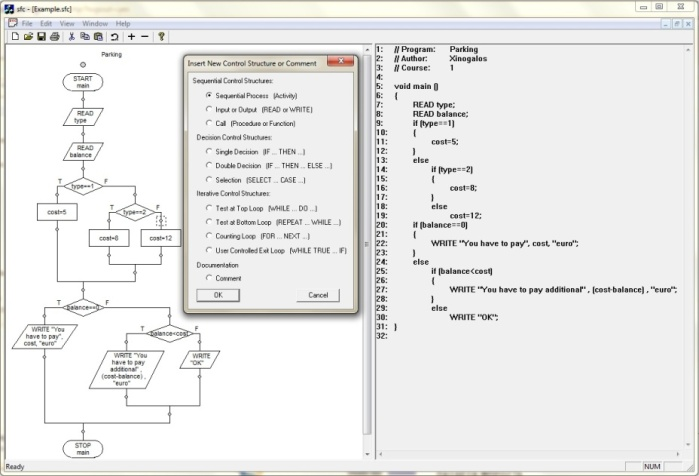 sfc - [Example.sfc]
File Edit View Window Help
Parking
START
main
READ
type
READ
balance
type==1
T
F
cost=5
type==2
T
F
cost=8
cost=12
balance==0
T
F
WRITE "You
have to pay",
cost, "euro"
balance<cost
T
F
WRITE "You
have to pay
additional" ,
(cost-balance) ,
"euro"
WRITE
"OK"
STOP
main
Insert New Control Structure or Comment
Sequential Control Structures:
Sequential Process (Activity)
Input or Output (READ or WRITE)
Call (Procedure or Function)
Decision Control Structures:
Single Decision (IF ... THEN ...)
Double Decision (IF ... THEN ... ELSE ...)
Selection (SELECT ... CASE ...)
Iterative Control Structures:
Test at Top Loop (WHILE ... DO ...)
Test at Bottom Loop (REPEAT ... WHILE ...)
Counting Loop (FOR ... NEXT ...)
User Controlled Exit Loop (WHILE TRUE ... IF)
Documentation
Comment
OK Cancel
1: // Program: Parking
2: // Author: Xinogalos
3: // Course: 1
4:
5: void main ()
6: {
7: READ type;
8: READ balance;
9: if (type==1)
10: {
11: cost=5;
12: }
13: else
14: if (type==2)
15: {
16: cost=8;
17: }
18: else
19: cost=12;
20: if (balance==0)
21: {
22: WRITE "You have to pay", cost, "euro";
23: }
24: else
25: if (balance<cost)
26: {
27: WRITE "You have to pay additional" , (cost-balance) , "euro";
28: }
29: else
30: WRITE "OK";
31: }
32:
Ready
NUM